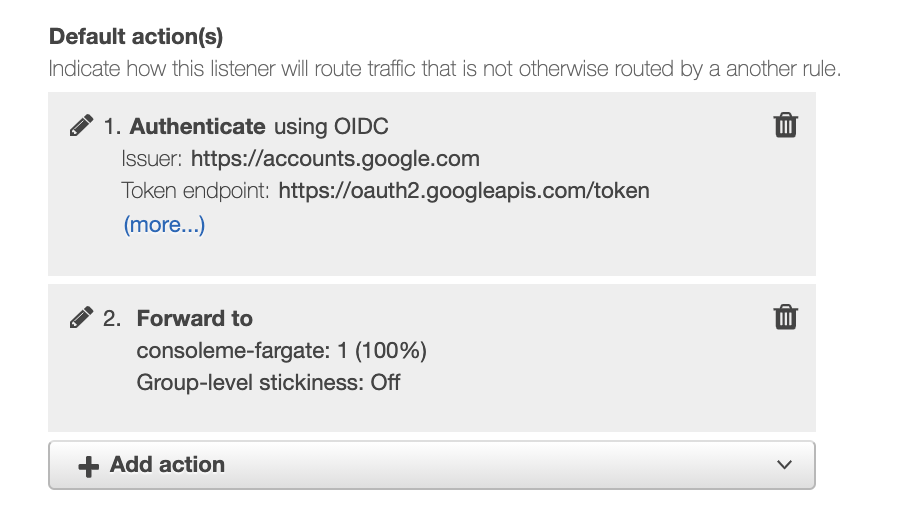 Default action(s)
Indicate how this listener will route traffic that is not otherwise routed by a another rule.
1. Authenticate using OIDC
Issuer: https://accounts.google.com
Token endpoint: https://oauth2.googleapis.com/token
(more...)
2. Forward to
consoleme-fargate: 1 (100%)
Group-level stickiness: Off
Add action